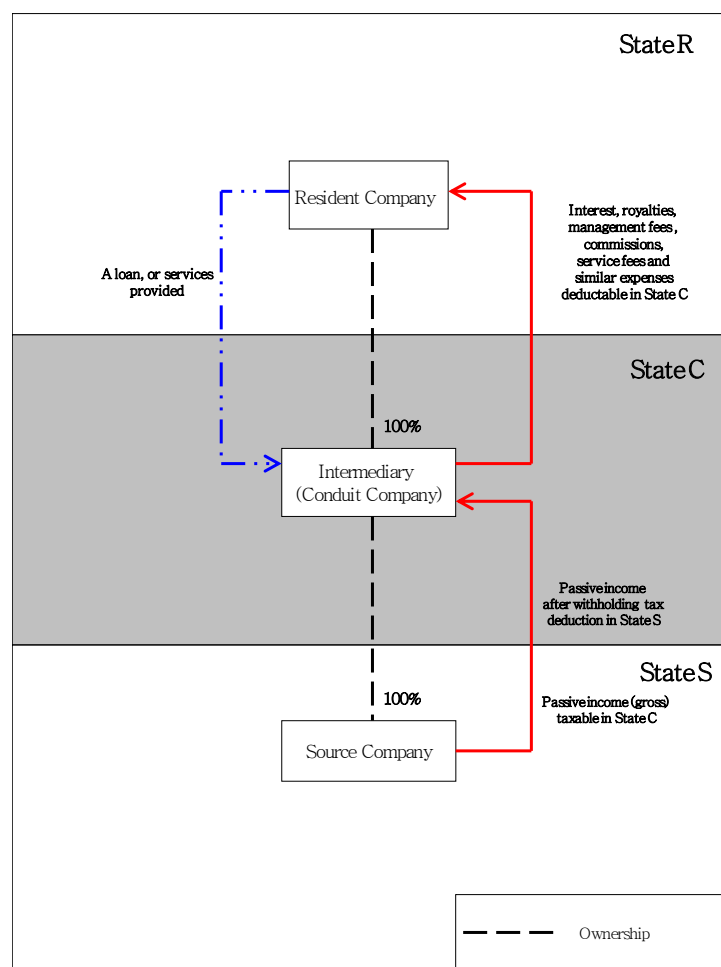 State R
Resident Company
Interest, royalties,
management fees,
commissions,
service fees and
similar expenses
deductable in State C
A loan, or services
provided
State C
100%
Intermediary
(Conduit Company)
Passive income
after withholding tax
deduction in State S
State S
100%
Passive income (gross)
taxable in State C
Source Company
Ownership